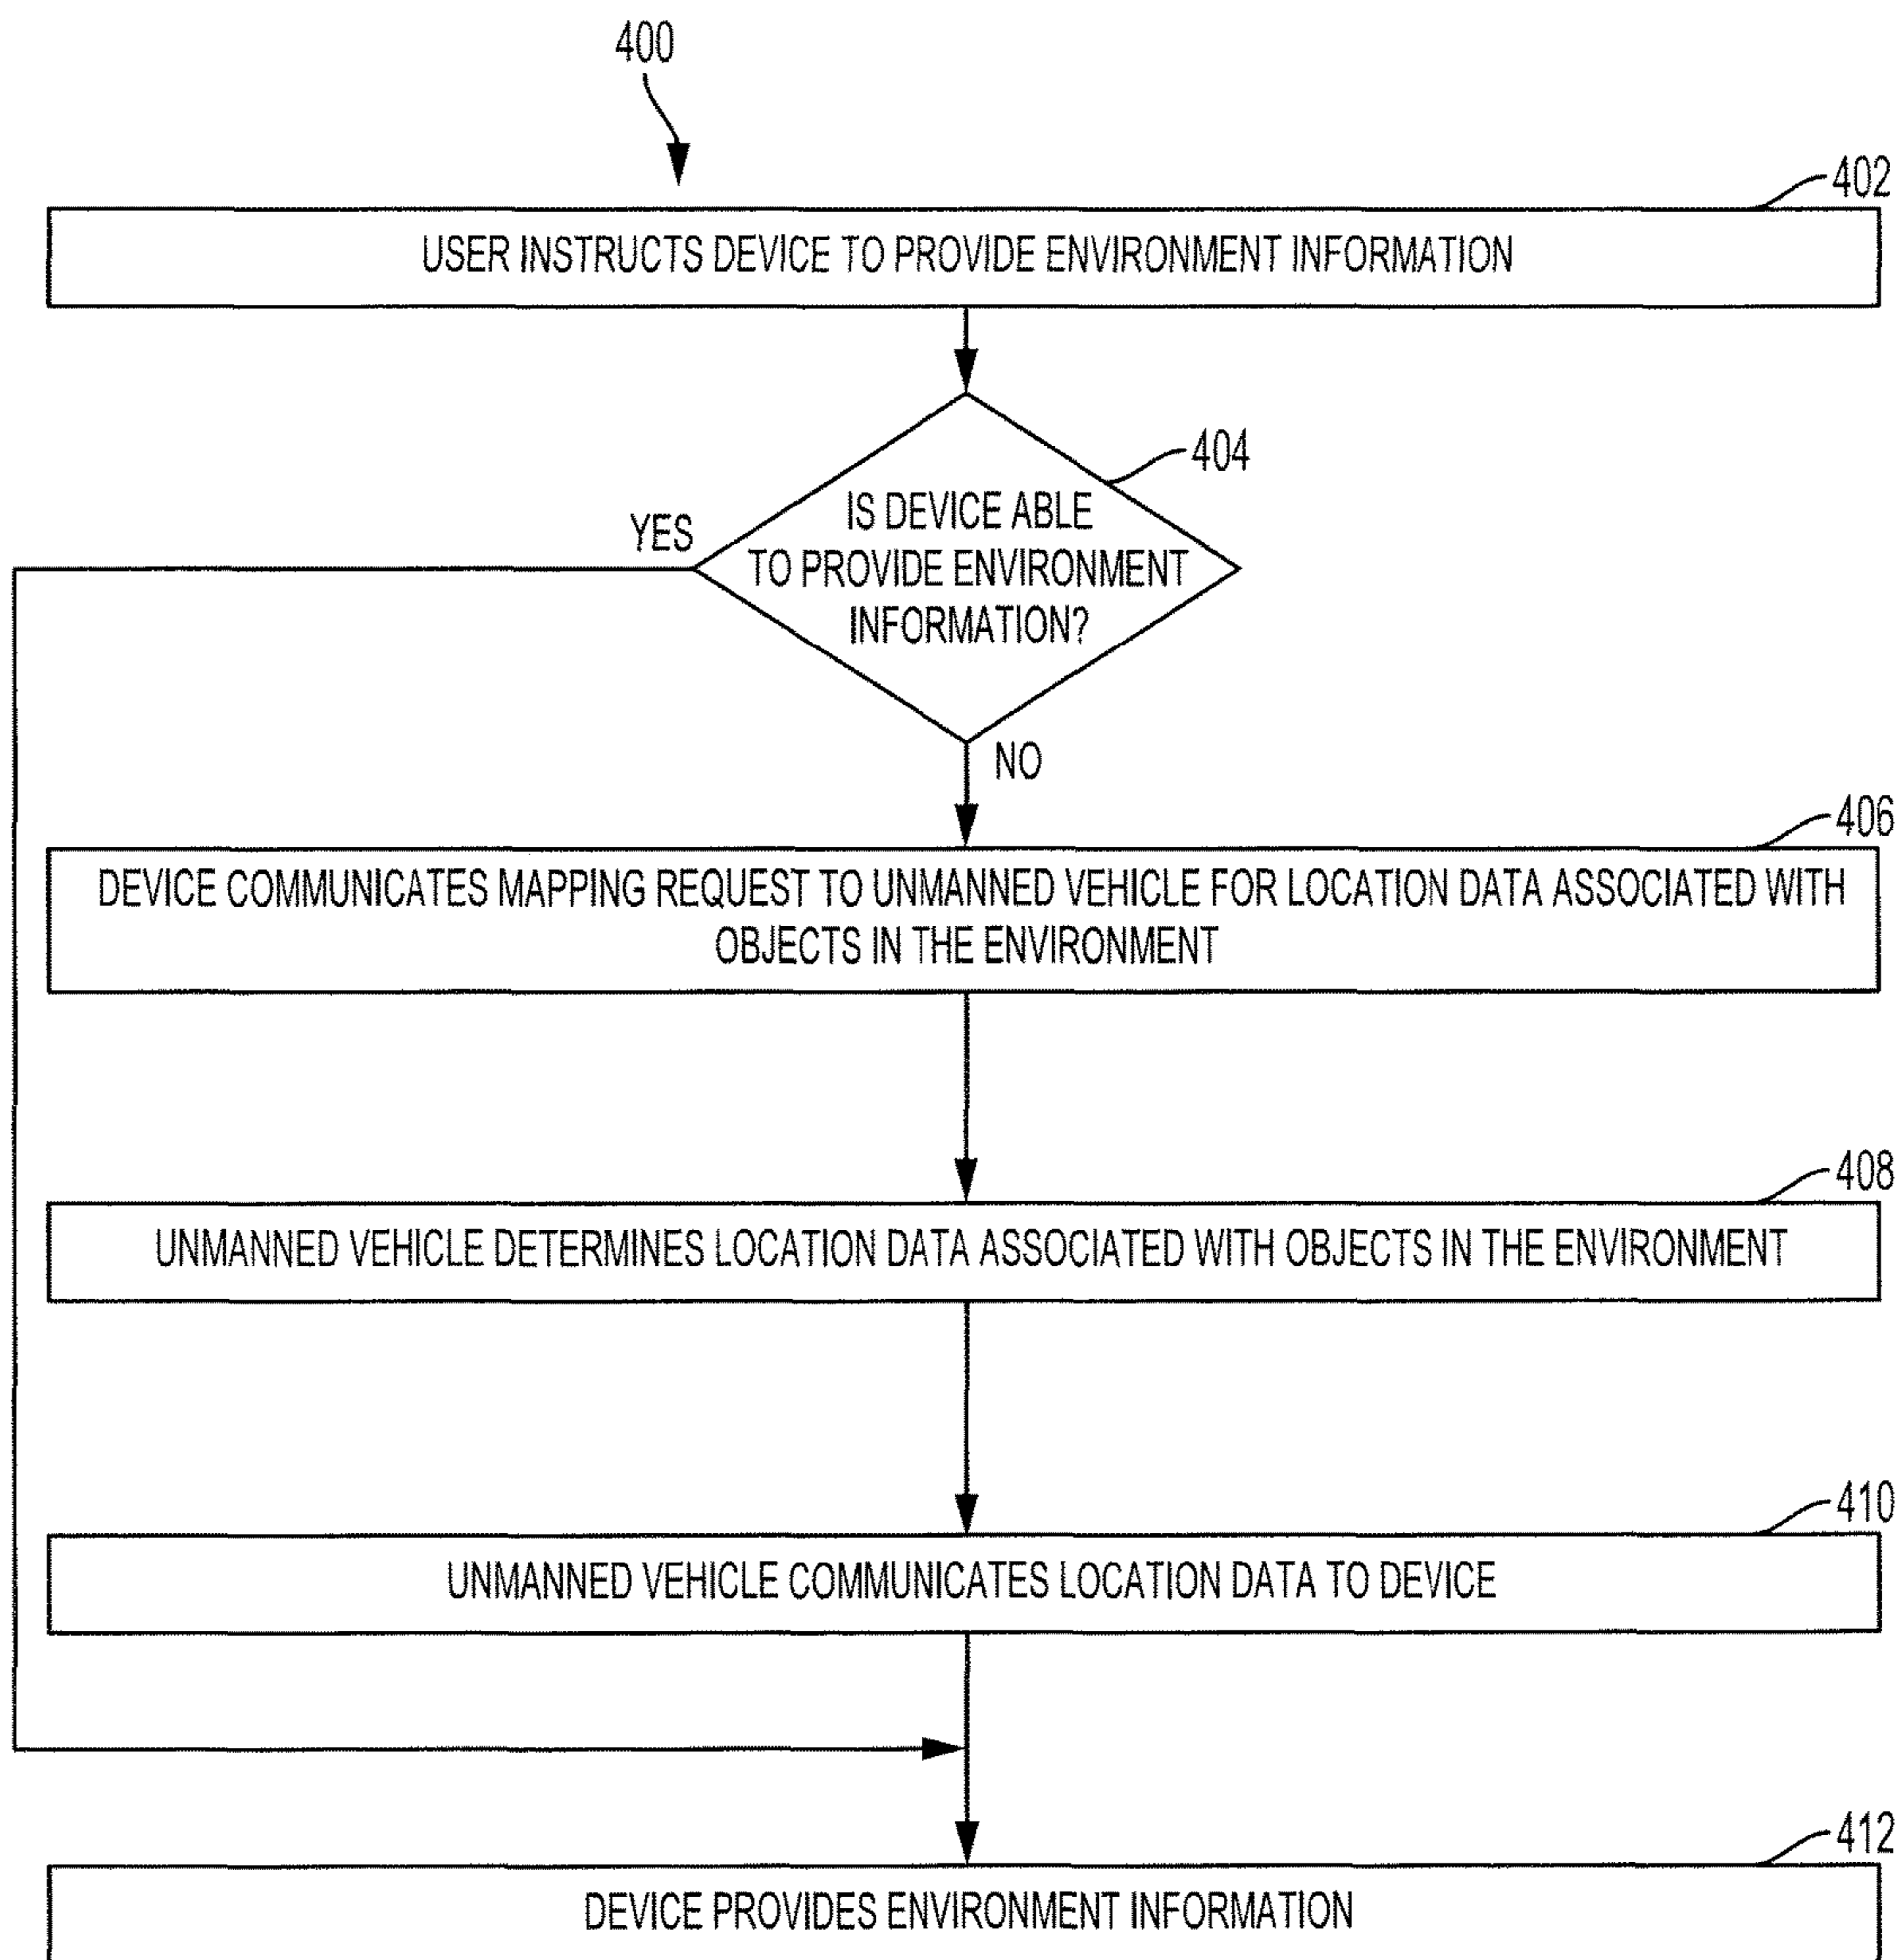 400
402
USER INSTRUCTS DEVICE TO PROVIDE ENVIRONMENT INFORMATION
404
IS DEVICE ABLE
TO PROVIDE ENVIRONMENT
INFORMATION?
YES
NO
406
DEVICE COMMUNICATES MAPPING REQUEST TO UNMANNED VEHICLE FOR LOCATION DATA ASSOCIATED WITH
OBJECTS IN THE ENVIRONMENT
408
UNMANNED VEHICLE DETERMINES LOCATION DATA ASSOCIATED WITH OBJECTS IN THE ENVIRONMENT
410
UNMANNED VEHICLE COMMUNICATES LOCATION DATA TO DEVICE
412
DEVICE PROVIDES ENVIRONMENT INFORMATION